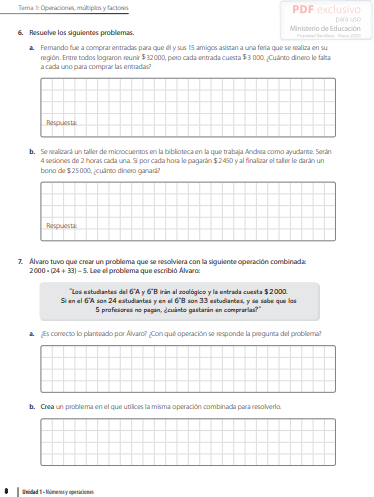 Tema 1: Operaciones, múltiplos y factores
PDF exclusivo
para uso
Ministerio de Educación
6. Resuelve los siguientes problemas.
a. Fernando fue a comprar entradas para que él y sus 15 amigos asistan a una feria que se realiza en su
región. Entre todos lograron reunir $ 32 000, pero cada entrada cuesta $ 3 000. ¿Cuánto dinero le falta
a cada uno para comprar las entradas?
Respuesta:
b. Se realizará un taller de microcuentos en la biblioteca en la que trabaja Andrea como ayudante. Serán
4 sesiones de 2 horas cada una. Si por cada hora le pagarán $ 2 450 y al finalizar el taller le darán un
bono de $ 25 000, ¿cuánto dinero ganará?
Respuesta:
7. Álvaro tuvo que crear un problema que se resolviera con la siguiente operación combinada:
2 000 • (24 + 33) – 5. Lee el problema que escribió Álvaro:
"Los estudiantes del 6°A y 6°B irán al zoológico y la entrada cuesta $ 2 000.
Si en el 6°A son 24 estudiantes y en el 6°B son 33 estudiantes, y se sabe que los
5 profesores no pagan, ¿cuánto gastarán en comprarlas?"
a. ¿Es correcto lo planteado por Álvaro? ¿Con qué operación se responde la pregunta del problema?
b. Crea un problema en el que utilices la misma operación combinada para resolverlo.
8 Unidad 1 • Números y operaciones